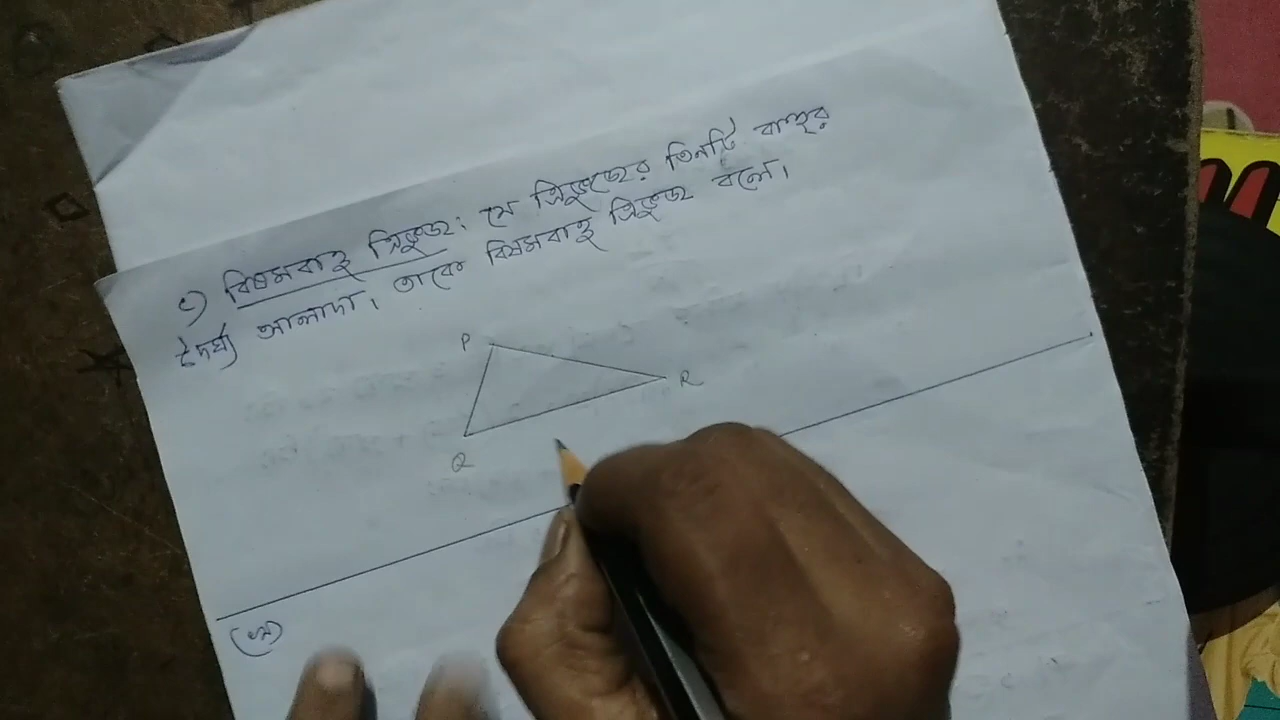 ৩) বিষমবাহু ত্রিভুজ: যে ত্রিভুজের তিনটি বাহুর
দৈর্ঘ্য আলাদা। তাকে বিষমবাহু ত্রিভুজ বলে।
P
R
Q